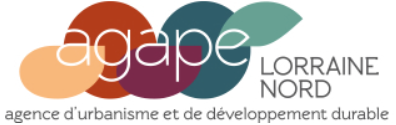 agape
LORRAINE
NORD
agence d'urbanisme et de développement durable